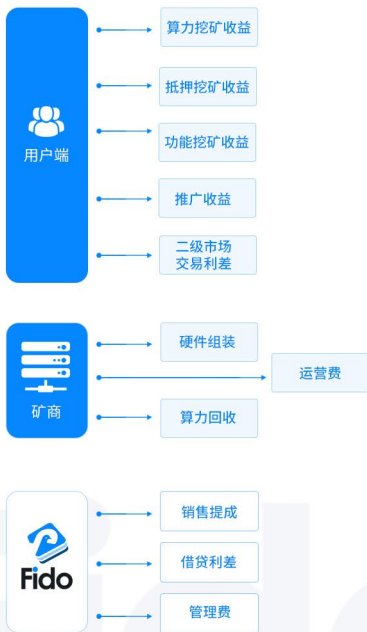 算力挖矿收益
抵押挖矿收益
用户端
功能挖矿收益
推广收益
二级市场
交易利差
硬件组装
运营费
矿商
算力回收
销售提成
Fido
借贷利差
管理费